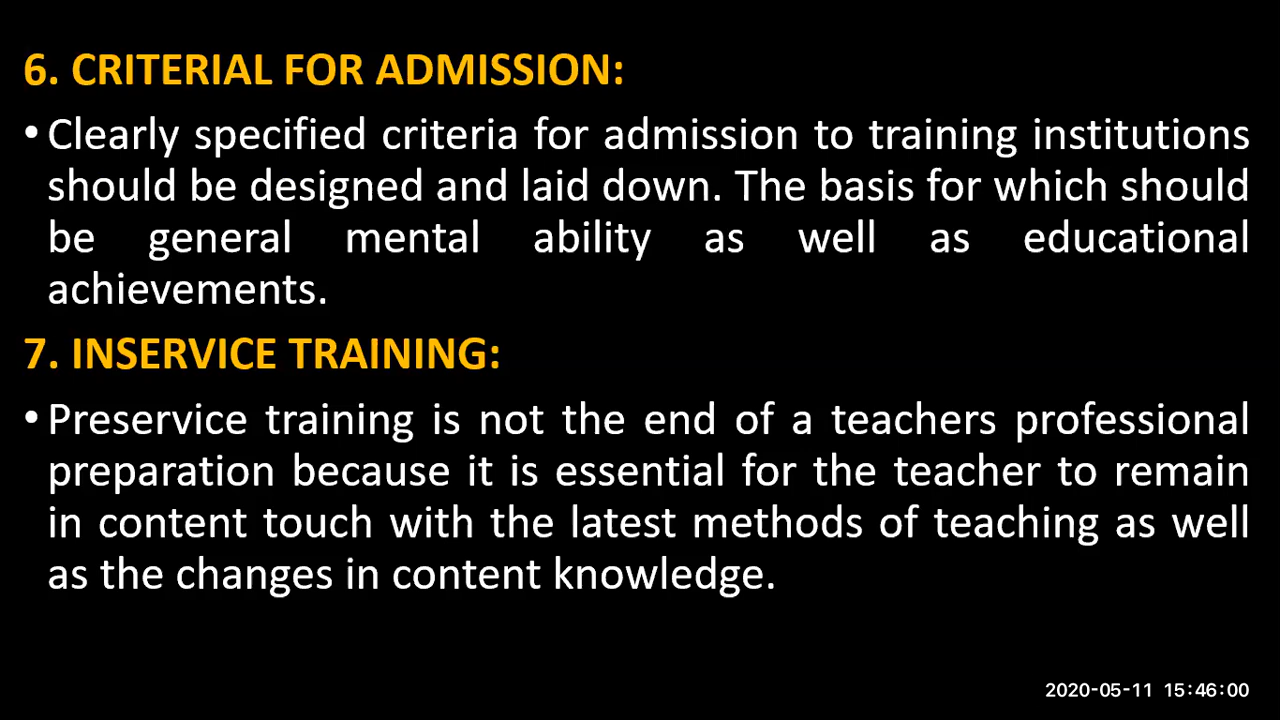 6. CRITERIAL FOR ADMISSION:
• Clearly specified criteria for admission to training institutions
should be designed and laid down. The basis for which should
be general mental ability as well as educational
achievements.
7. INSERVICE TRAINING:
• Preservice training is not the end of a teachers professional
preparation because it is essential for the teacher to remain
in content touch with the latest methods of teaching as well
as the changes in content knowledge.
2020-05-11 15:46:00